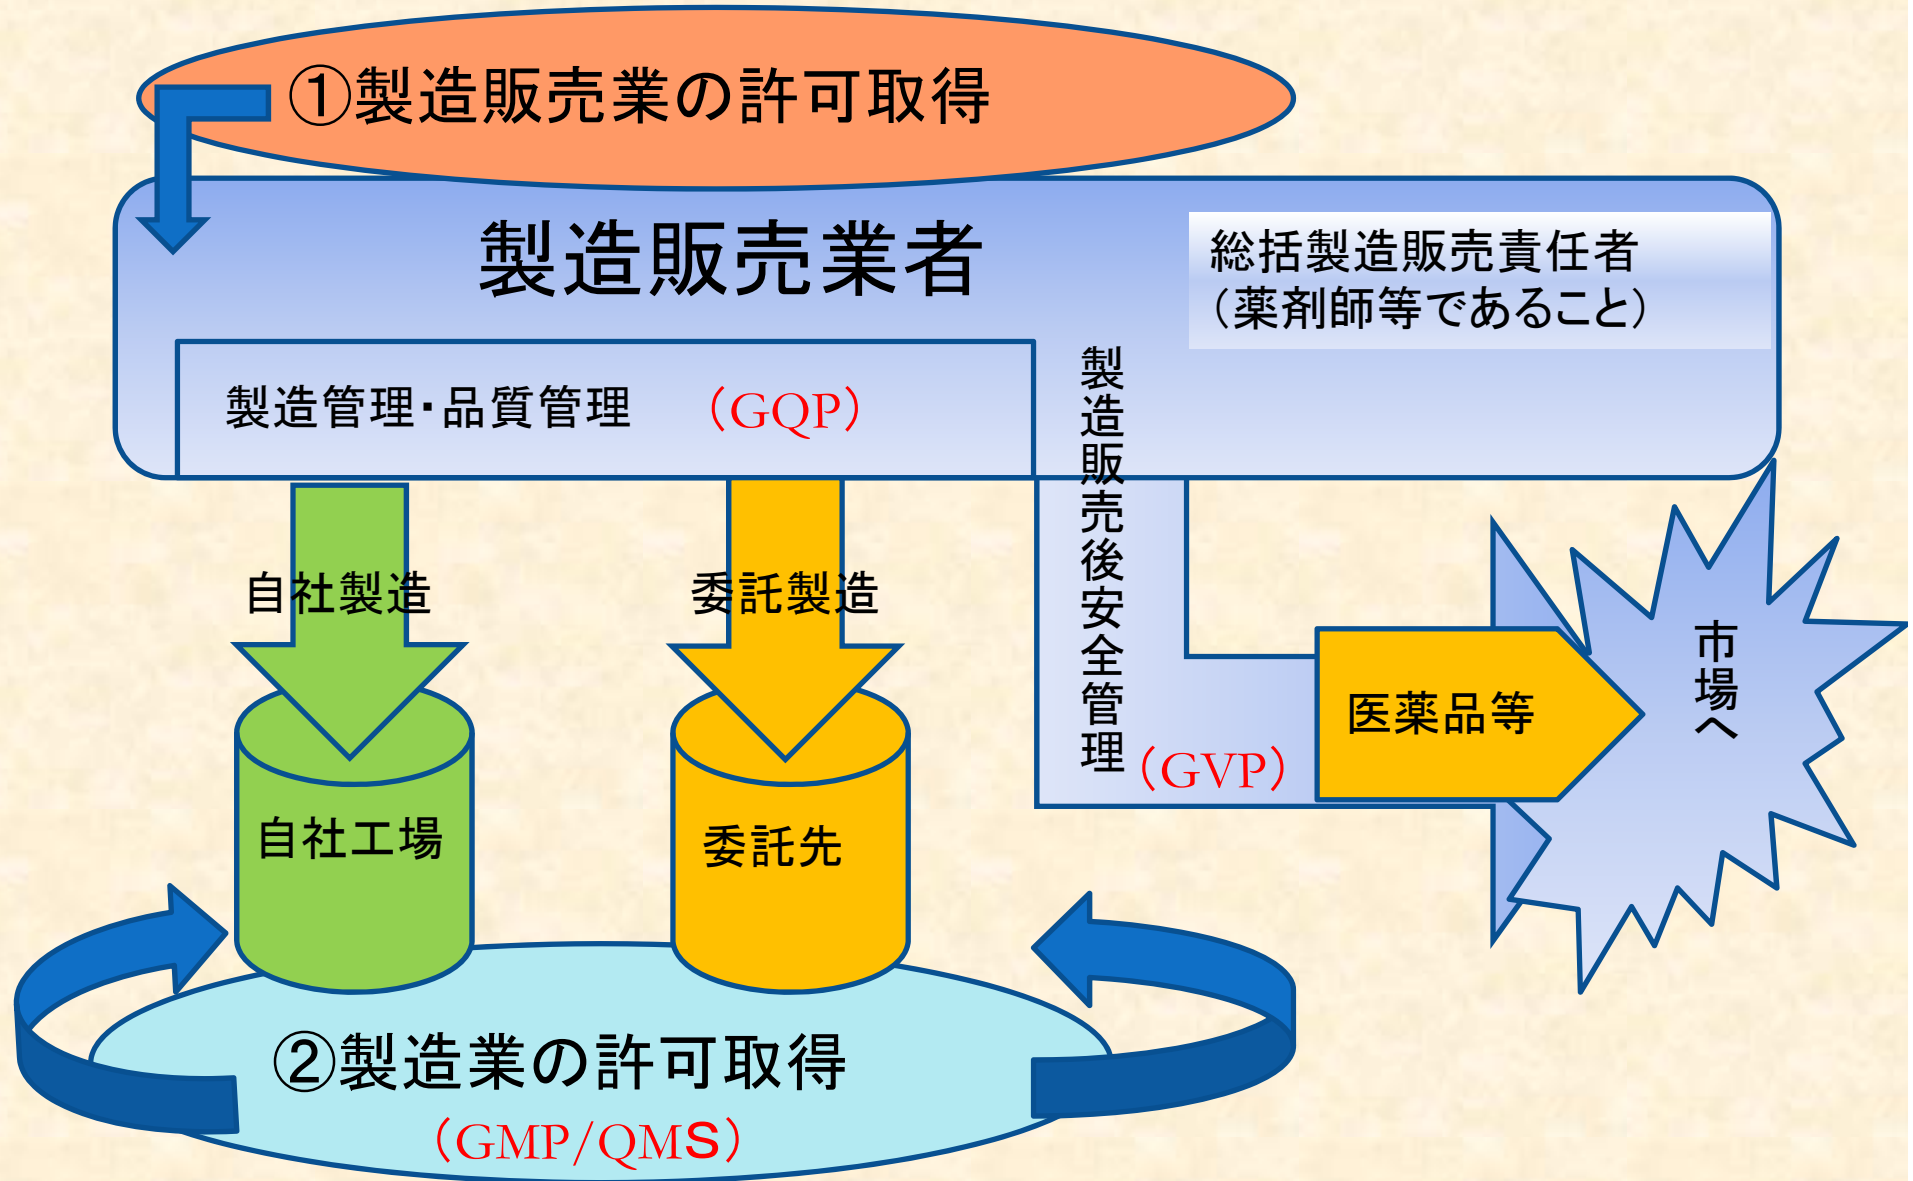 ①製造販売業の許可取得
製造販売業者
総括製造販売責任者
（薬剤師等であること）
製造管理・品質管理　（GQP）
製造販売後安全管理
（GVP）
自社製造
委託製造
医薬品等
市場へ
自社工場
委託先
②製造業の許可取得
（GMP/QMS）